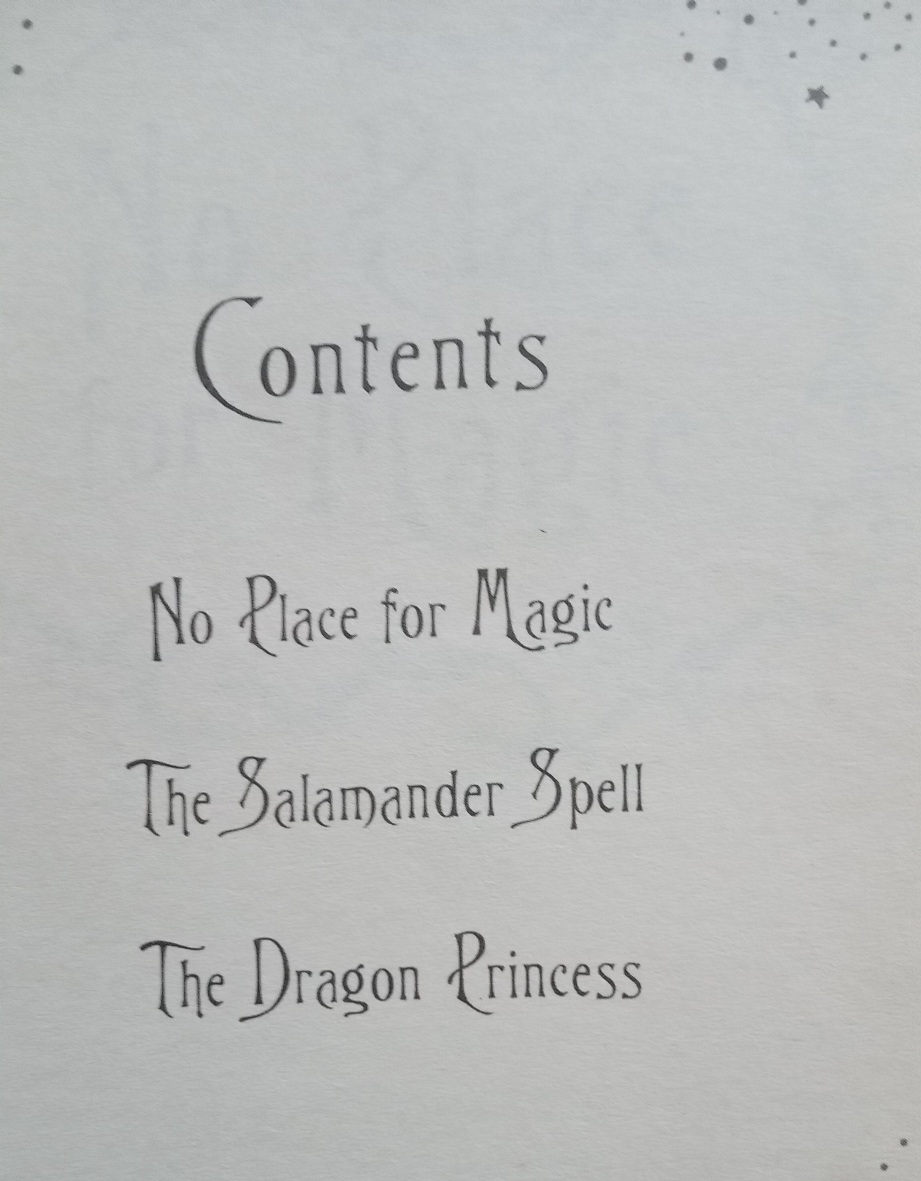 Contents
No Place for Magic
The Salamander Spell
The Dragon Princess